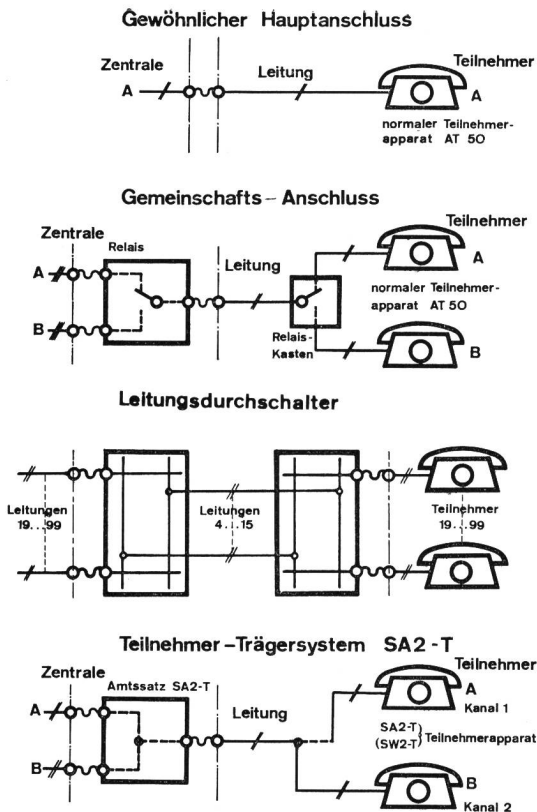 Gewöhnlicher Hauptanschluss
Zentrale
Leitung
Teilnehmer
A
A
normaler Teilnehmer-
apparat AT 50
Gemeinschafts-Anschluss
Zentrale
Relais
Leitung
Teilnehmer
A
A
normaler Teilnehmer-
apparat AT 50
B
Relais-
Kasten
B
Leitungsdurchschalter
Leitungen
19...99
Leitungen
4...15
Teilnehmer
19...99
Teilnehmer-Trägersystem SA2-T
Zentrale
Amtssatz SA2-T
Leitung
Teilnehmer
A
A
Kanal 1
SA2-T
(SW2-T)
Teilnehmerapparat
B
B
Kanal 2